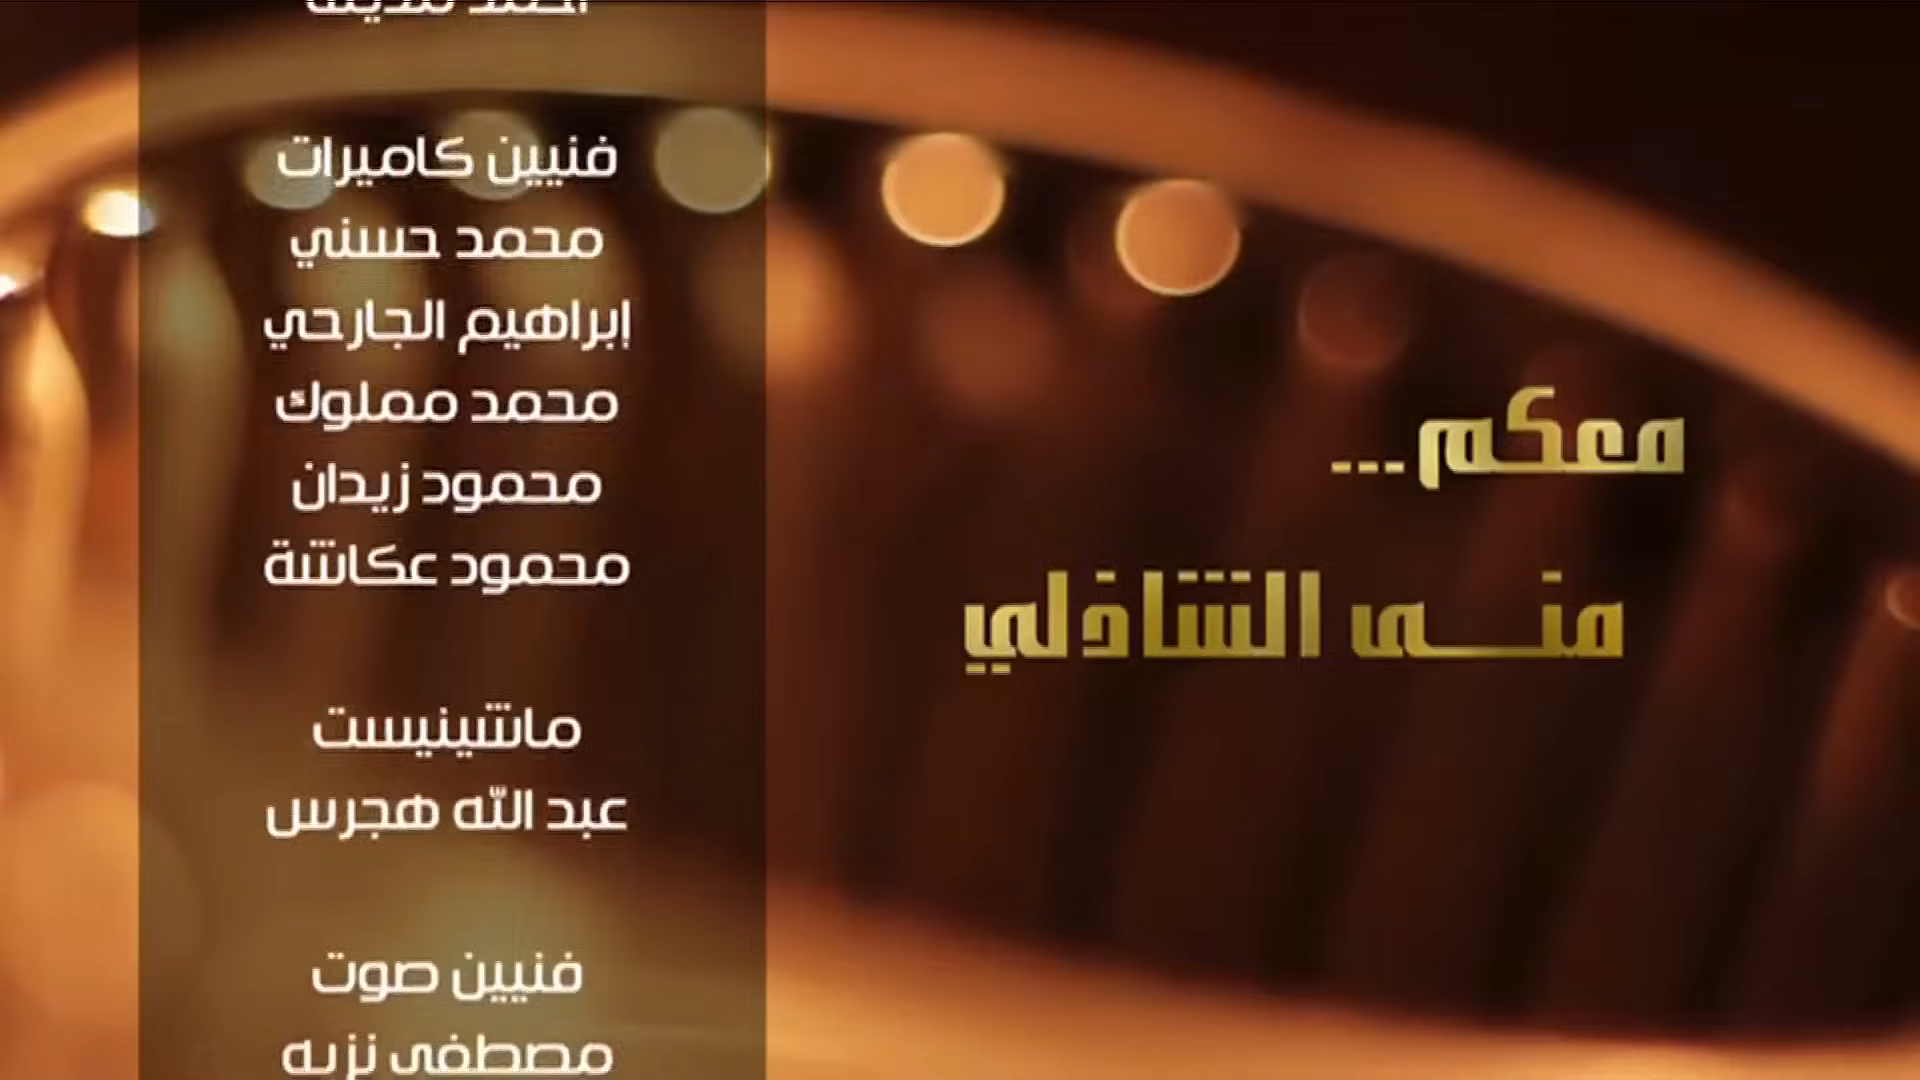 فنيين كاميرات
محمد حسني
إبراهيم الجارحي
محمد مملوك
محمود زيدان
محمود عكاشة
ماشينيست
عبد الله هجرس
فنيين صوت
مصطفى نزيه
معكم...
منى الشاذلي